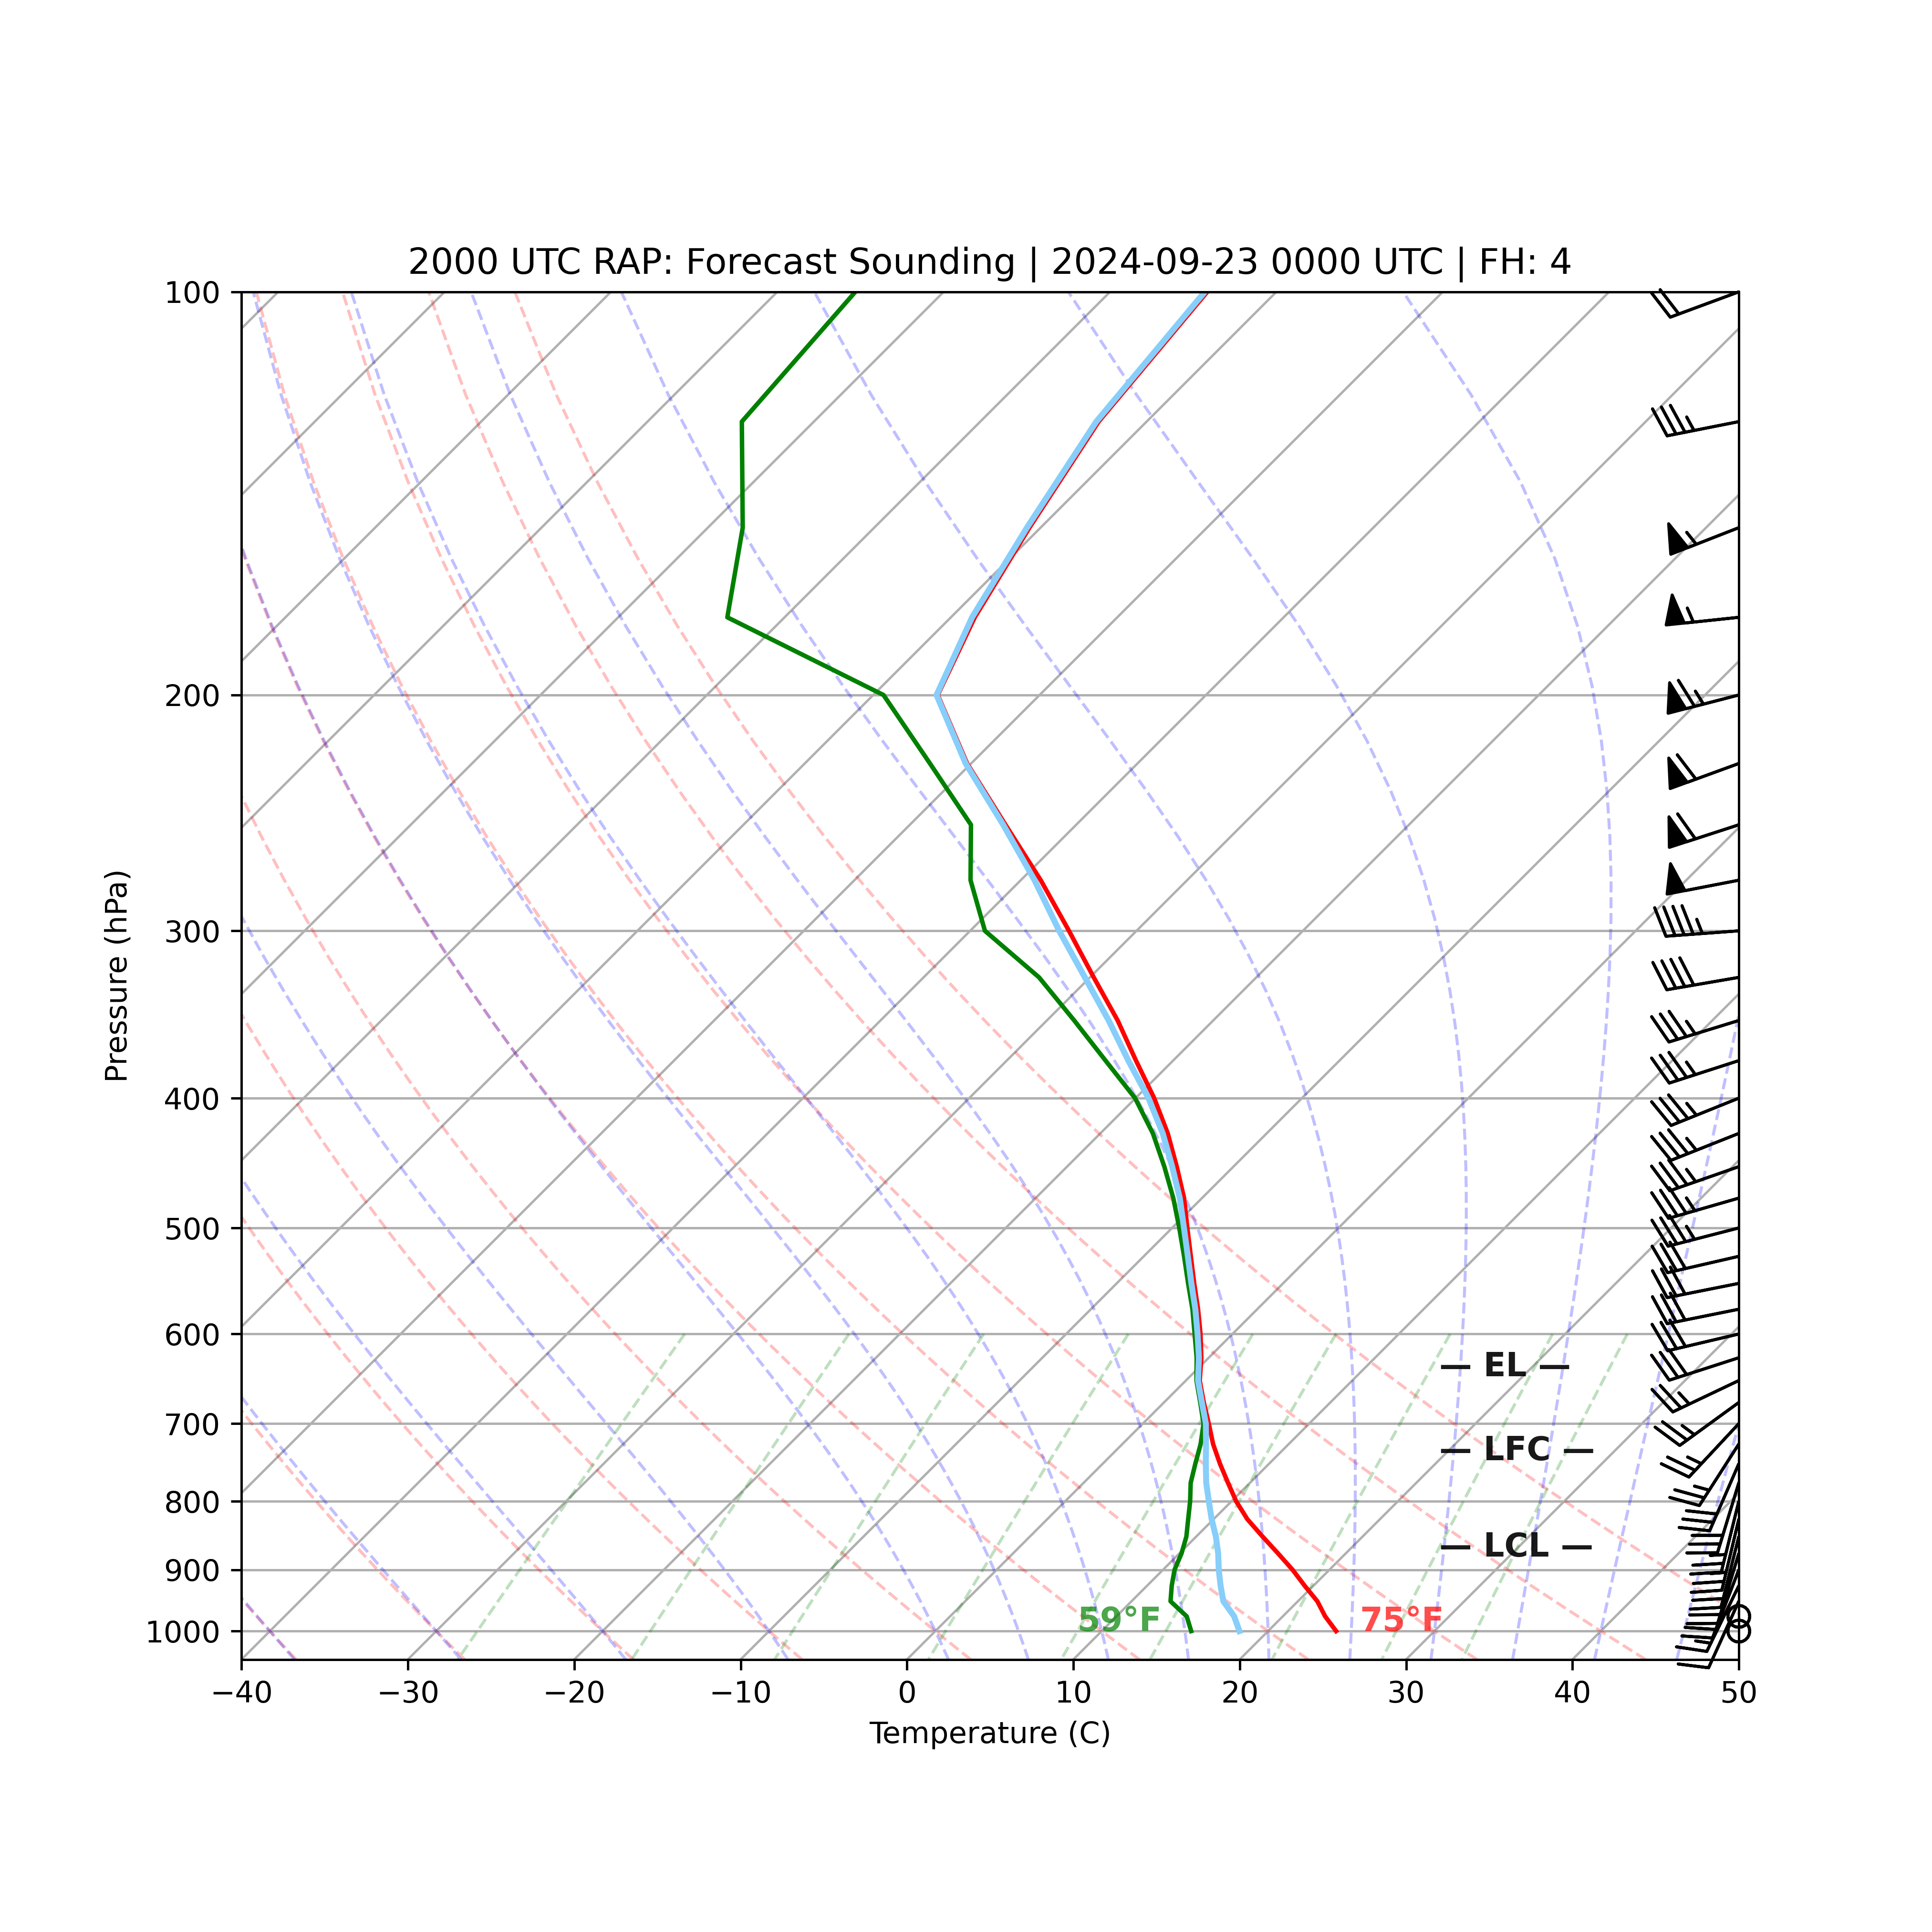 2000 UTC RAP: Forecast Sounding | 2024-09-23 0000 UTC | FH: 4
100
200
300
400
500
600
700
800
900
1000
Pressure (hPa)
— EL —
— LFC —
— LCL —
59°F
75°F
−40 −30 −20 −10 0 10 20 30 40 50
Temperature (C)